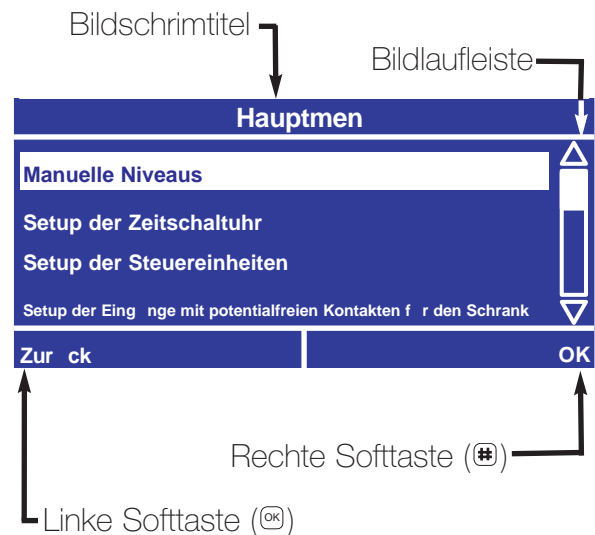 Bildschrimtitel
Bildlaufleiste
Hauptmen
Manuelle Niveaus
Setup der Zeitschaltuhr
Setup der Steuereinheiten
Setup der Eing nge mit potentialfreien Kontakten f r den Schrank
Zur ck
OK
Rechte Softtaste (#)
Linke Softtaste (OK)